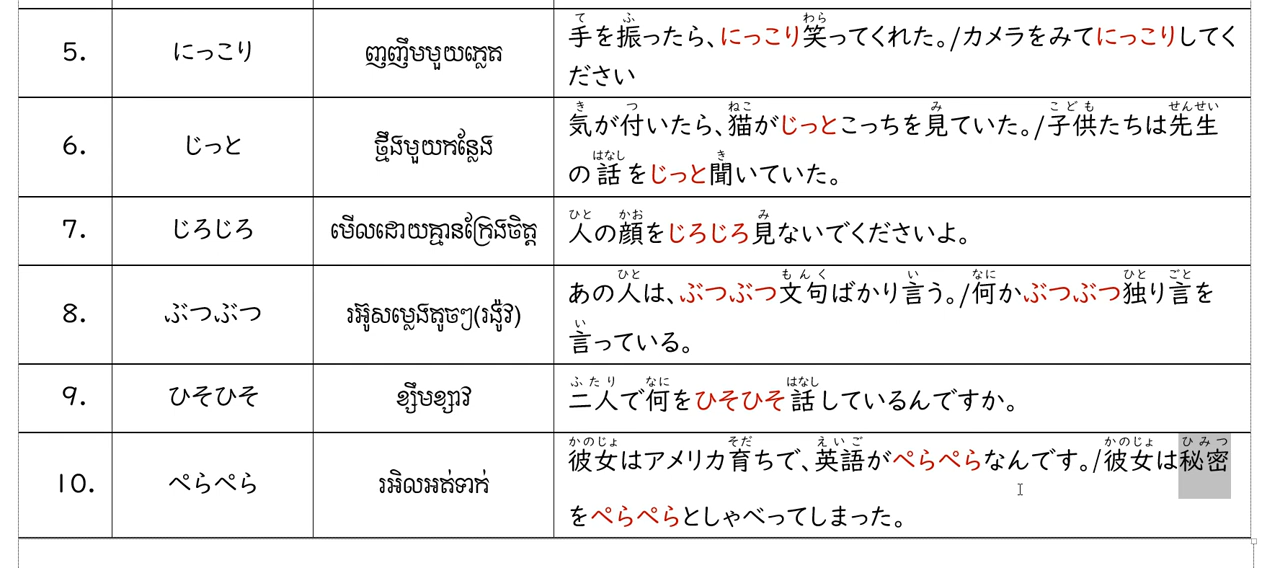 5.
にっこり
ញញឹមមួយភ្លែត
手を振ったら、にっこり笑ってくれた。/カメラをみてにっこりしてく
ださい
6.
じっと
ថ្មឹងមួយកន្លែង
気が付いたら、猫がじっとこっちを見ていた。/子供たちは先生
の話をじっと聞いていた。
7.
じろじろ
មើលដោយគ្មានក្រែងចិត្ត
人の顔をじろじろ見ないでくださいよ。
8.
ぶつぶつ
រអ៊ូសម្លេងតូចៗ(រង៉ូវ)
あの人は、ぶつぶつ文句ばかり言う。/何かぶつぶつ独り言を
言っている。
9.
ひそひそ
ខ្សឹបខ្សាវ
二人で何をひそひそ話しているんですか。
10.
ぺらぺら
រអិលអត់ទាក់
彼女はアメリカ育ちで、英語がぺらぺらなんです。/彼女は秘密
をぺらぺらとしゃべってしまった。